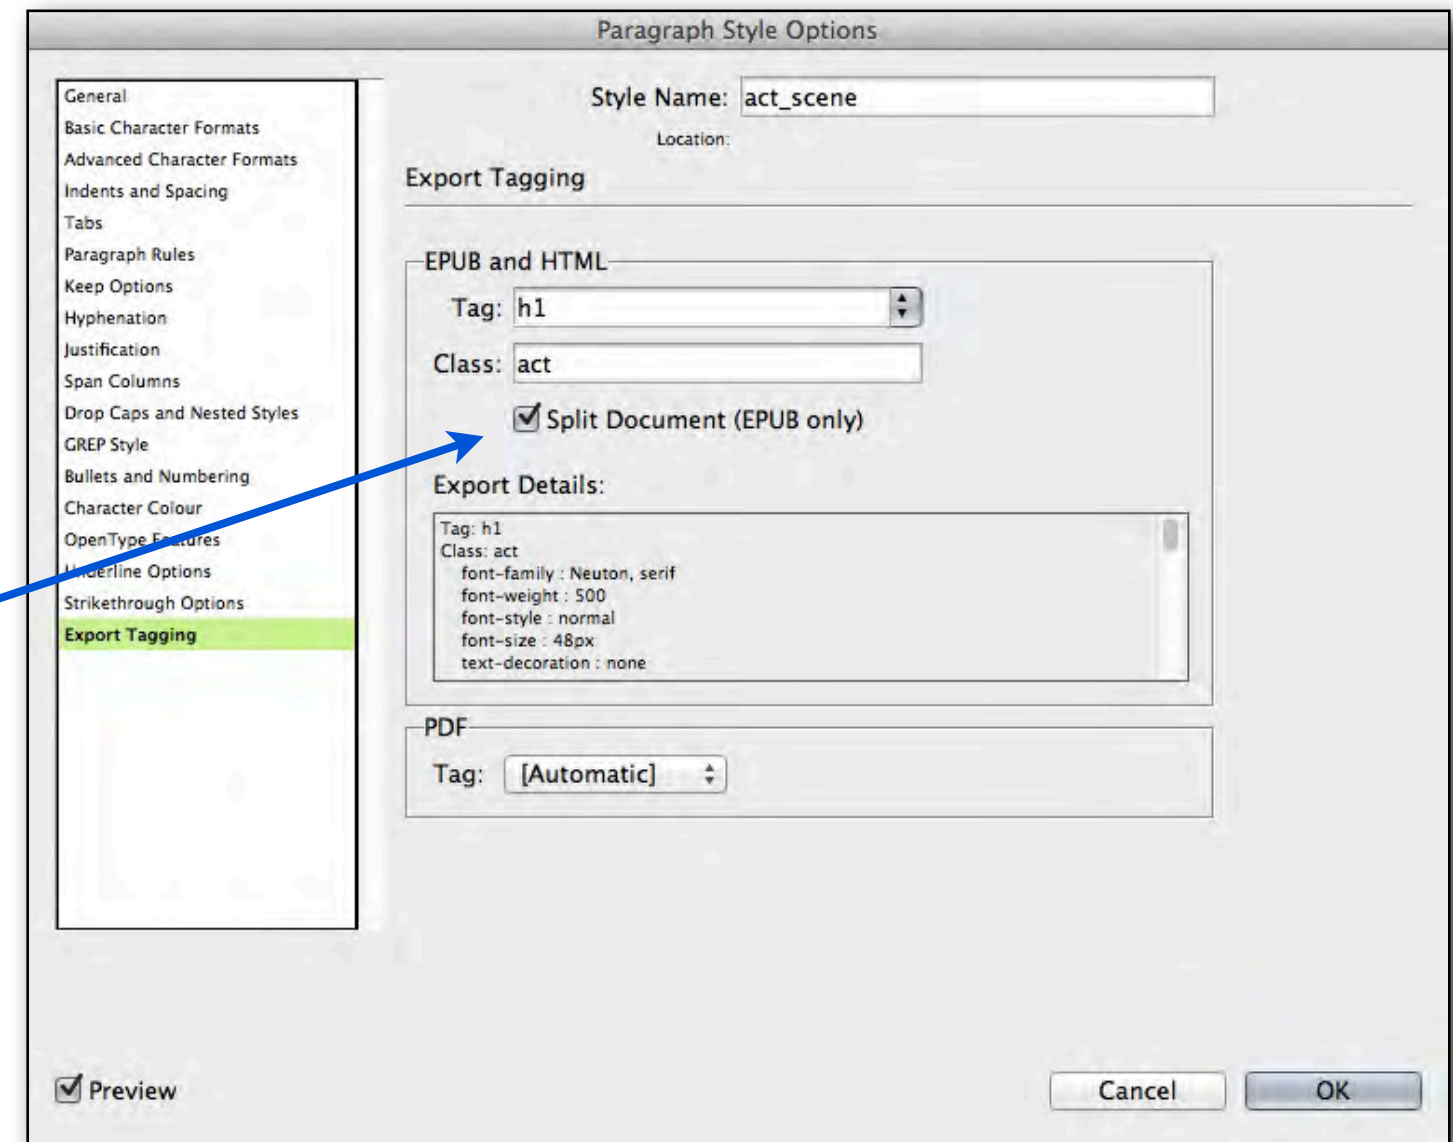 Paragraph Style Options
General
Basic Character Formats
Advanced Character Formats
Indents and Spacing
Tabs
Paragraph Rules
Keep Options
Hyphenation
Justification
Span Columns
Drop Caps and Nested Styles
GREP Style
Bullets and Numbering
Character Colour
OpenType Features
Underline Options
Strikethrough Options
Export Tagging
Style Name: act_scene
Location:
Export Tagging
EPUB and HTML
Tag: h1
Class: act
Split Document (EPUB only)
Export Details:
Tag: h1
Class: act
font-family : Neuton, serif
font-weight : 500
font-style : normal
font-size : 48px
text-decoration : none
PDF
Tag: [Automatic]
Preview
Cancel
OK